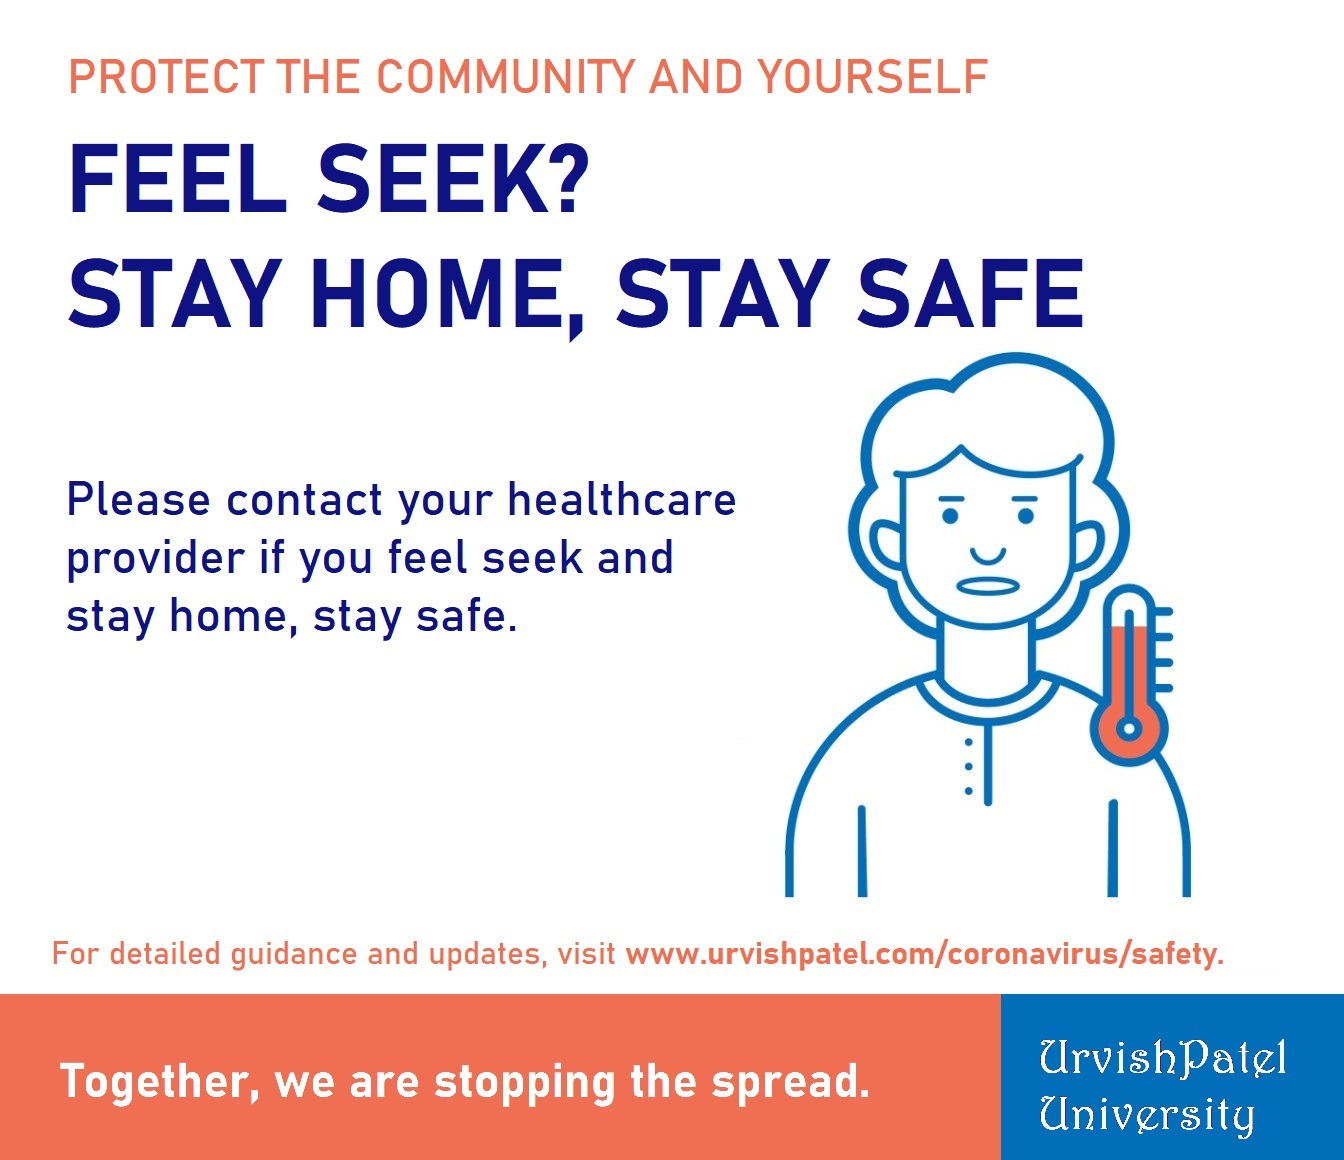 PROTECT THE COMMUNITY AND YOURSELF
FEEL SEEK?
STAY HOME, STAY SAFE
Please contact your healthcare
provider if you feel seek and
stay home, stay safe.
For detailed guidance and updates, visit www.urvishpatel.com/coronavirus/safety.
Together, we are stopping the spread.
UrvishPatel
University